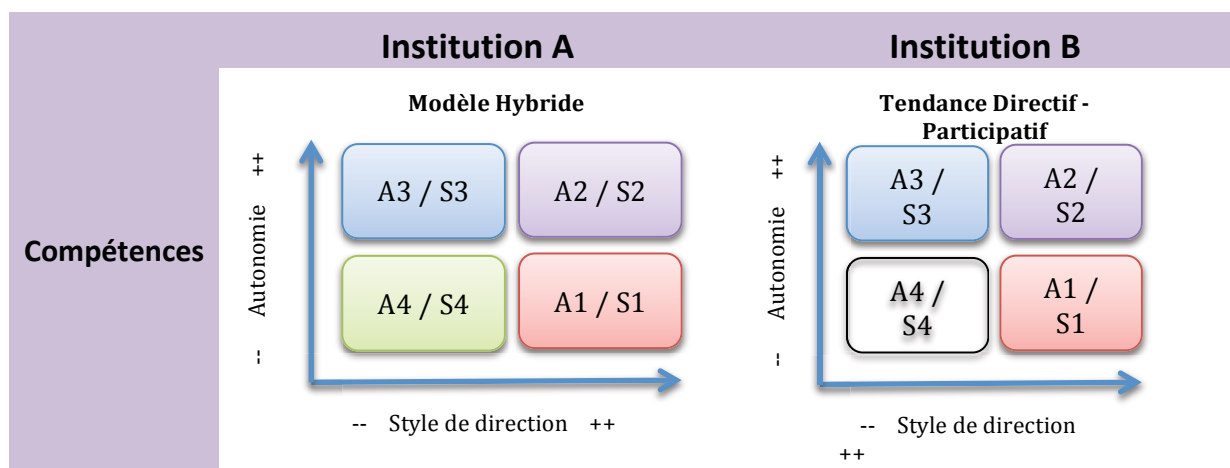 Institution A
Institution B
Compétences
Modèle Hybride
++
Autonomie
--
A3 / S3
A2 / S2
A4 / S4
A1 / S1
-- Style de direction ++
Tendance Directif -
Participatif
++
Autonomie
--
A3 /
S3
A2 /
S2
A4 /
S4
A1 /
S1
-- Style de direction
++